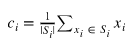 c_i = \frac{1}{|S_i|} \sum_{x_i \in S_i} x_i